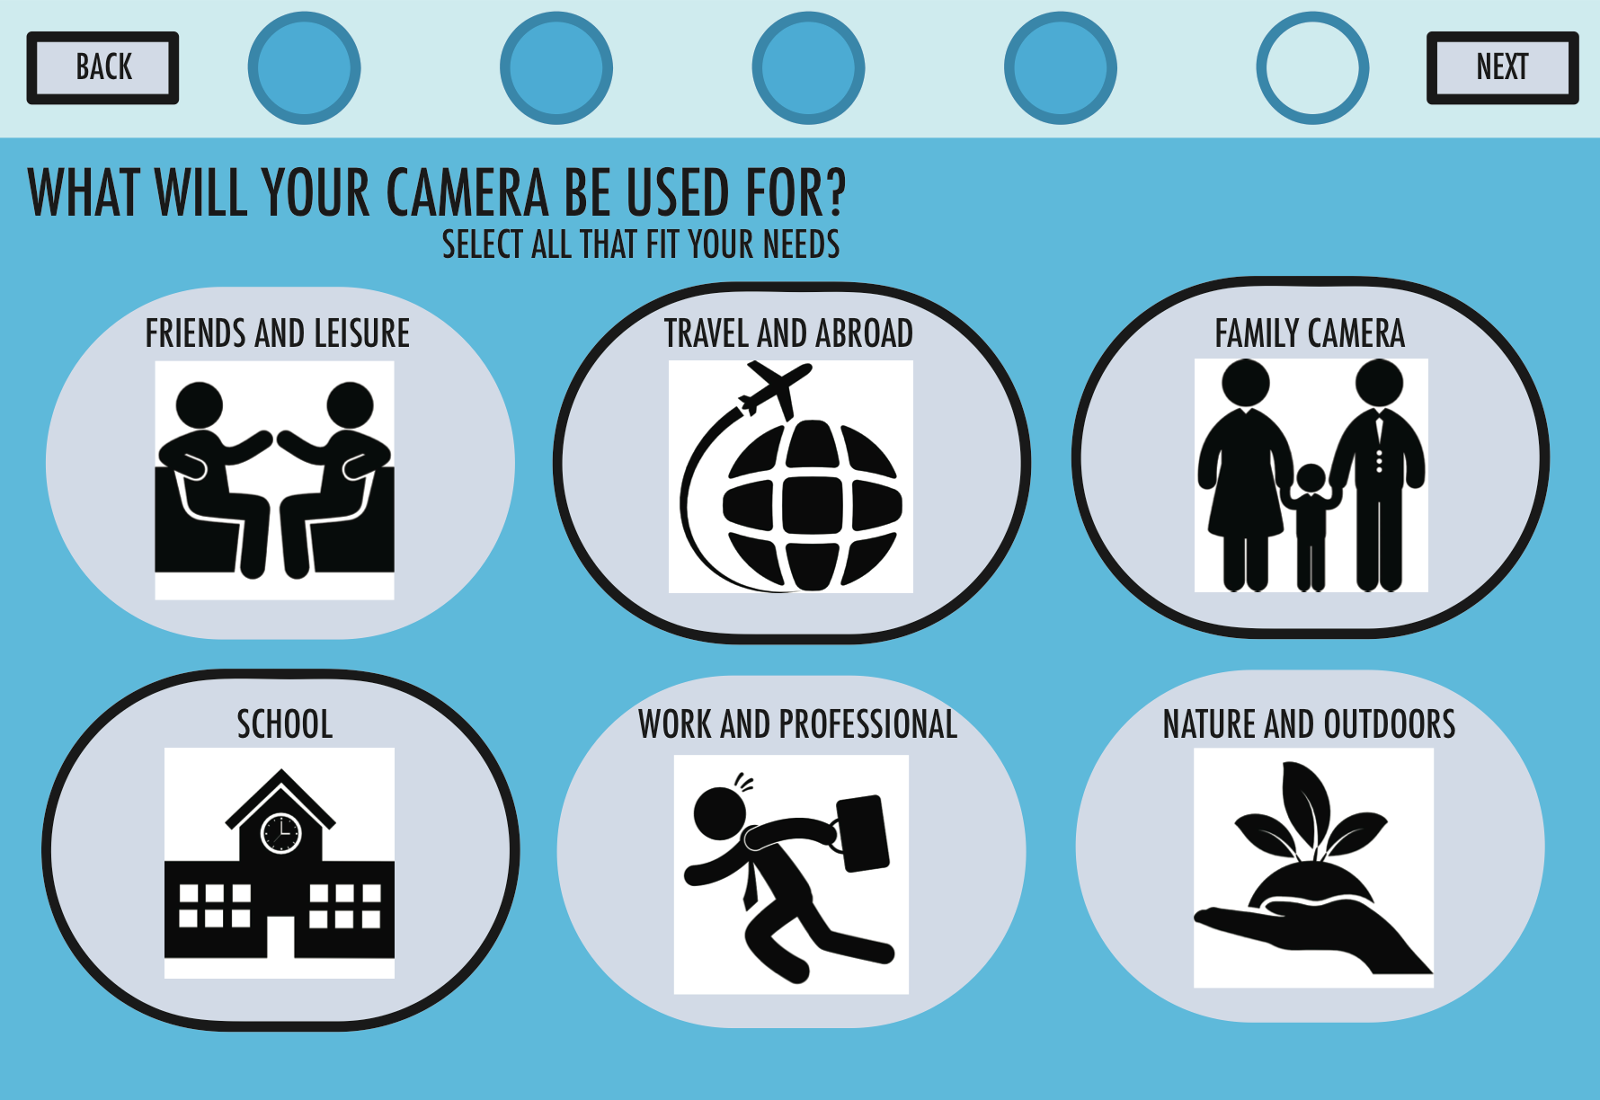 BACK
NEXT
WHAT WILL YOUR CAMERA BE USED FOR?
SELECT ALL THAT FIT YOUR NEEDS
FRIENDS AND LEISURE
TRAVEL AND ABROAD
FAMILY CAMERA
SCHOOL
WORK AND PROFESSIONAL
NATURE AND OUTDOORS